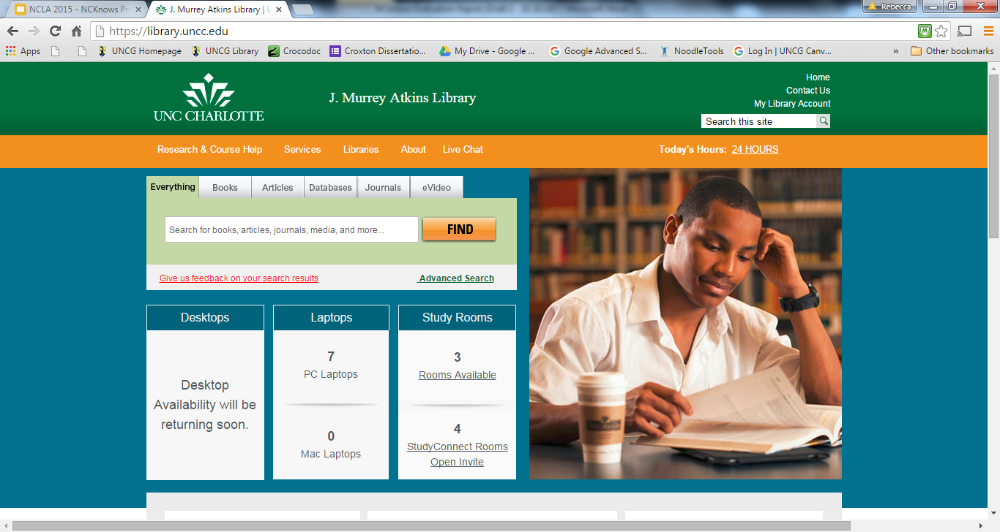 NCLA 2015 - NCKnows Pr
J. Murrey Atkins Library | U
Rebecca
https://library.uncc.edu
Apps
UNCG Homepage
UNCG Library
Crocodoc
Croxton Dissertatio...
My Drive - Google ...
Google Advanced S...
NoodleTools
Log In | UNCG Canv...
»
Other bookmarks
UNC CHARLOTTE
J. Murrey Atkins Library
Home
Contact Us
My Library Account
Search this site
Research & Course Help
Services
Libraries
About
Live Chat
Today's Hours: 24 HOURS
Everything
Books
Articles
Databases
Journals
eVideo
Search for books, articles, journals, media, and more...
FIND
Give us feedback on your search results
Advanced Search
Desktops
Desktop
Availability will be
returning soon.
Laptops
7
PC Laptops
0
Mac Laptops
Study Rooms
3
Rooms Available
4
StudyConnect Rooms
Open Invite